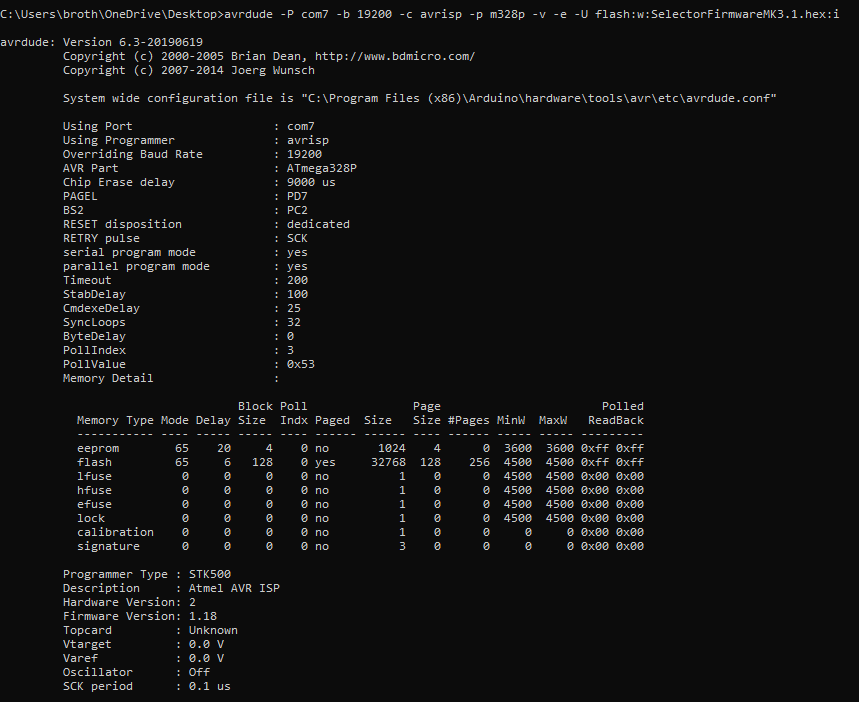 C:\Users\broth\OneDrive\Desktop>avrdude -P com7 -b 19200 -c avrisp -p m328p -v -e -U flash:w:SelectorFirmwareMK3.1.hex:i
avrdude: Version 6.3-20190619
         Copyright (c) 2000-2005 Brian Dean, http://www.bdmicro.com/
         Copyright (c) 2007-2014 Joerg Wunsch
         System wide configuration file is "C:\Program Files (x86)\Arduino\hardware\tools\avr\etc\avrdude.conf"
         Using Port                    : com7
         Using Programmer              : avrisp
         Overriding Baud Rate          : 19200
         AVR Part                      : ATmega328P
         Chip Erase delay              : 9000 us
         PAGEL                         : PD7
         BS2                           : PC2
         RESET disposition             : dedicated
         RETRY pulse                   : SCK
         serial program mode           : yes
         parallel program mode         : yes
         Timeout                       : 200
         StabDelay                     : 100
         CmdexeDelay                   : 25
         SyncLoops                     : 32
         ByteDelay                     : 0
         PollIndex                     : 3
         PollValue                     : 0x53
         Memory Detail                 :
                                  Block Poll               Page                       Polled
           Memory Type Mode Delay Size  Indx Paged  Size   Size #Pages MinW  MaxW   ReadBack
           ----------- ---- ----- ----- ---- ------ ------ ---- ------ ----- ----- ---------
           eeprom        65    20     4    0 no       1024    4      0  3600  3600 0xff 0xff
           flash         65     6   128    0 yes     32768  128    256  4500  4500 0xff 0xff
           lfuse          0     0     0    0 no          1    0      0  4500  4500 0x00 0x00
           hfuse          0     0     0    0 no          1    0      0  4500  4500 0x00 0x00
           efuse          0     0     0    0 no          1    0      0  4500  4500 0x00 0x00
           lock           0     0     0    0 no          1    0      0  4500  4500 0x00 0x00
           calibration    0     0     0    0 no          1    0      0     0     0 0x00 0x00
           signature      0     0     0    0 no          3    0      0     0     0 0x00 0x00
         Programmer Type : STK500
         Description     : Atmel AVR ISP
         Hardware Version: 2
         Firmware Version: 1.18
         Topcard         : Unknown
         Vtarget         : 0.0 V
         Varef           : 0.0 V
         Oscillator      : Off
         SCK period      : 0.1 us